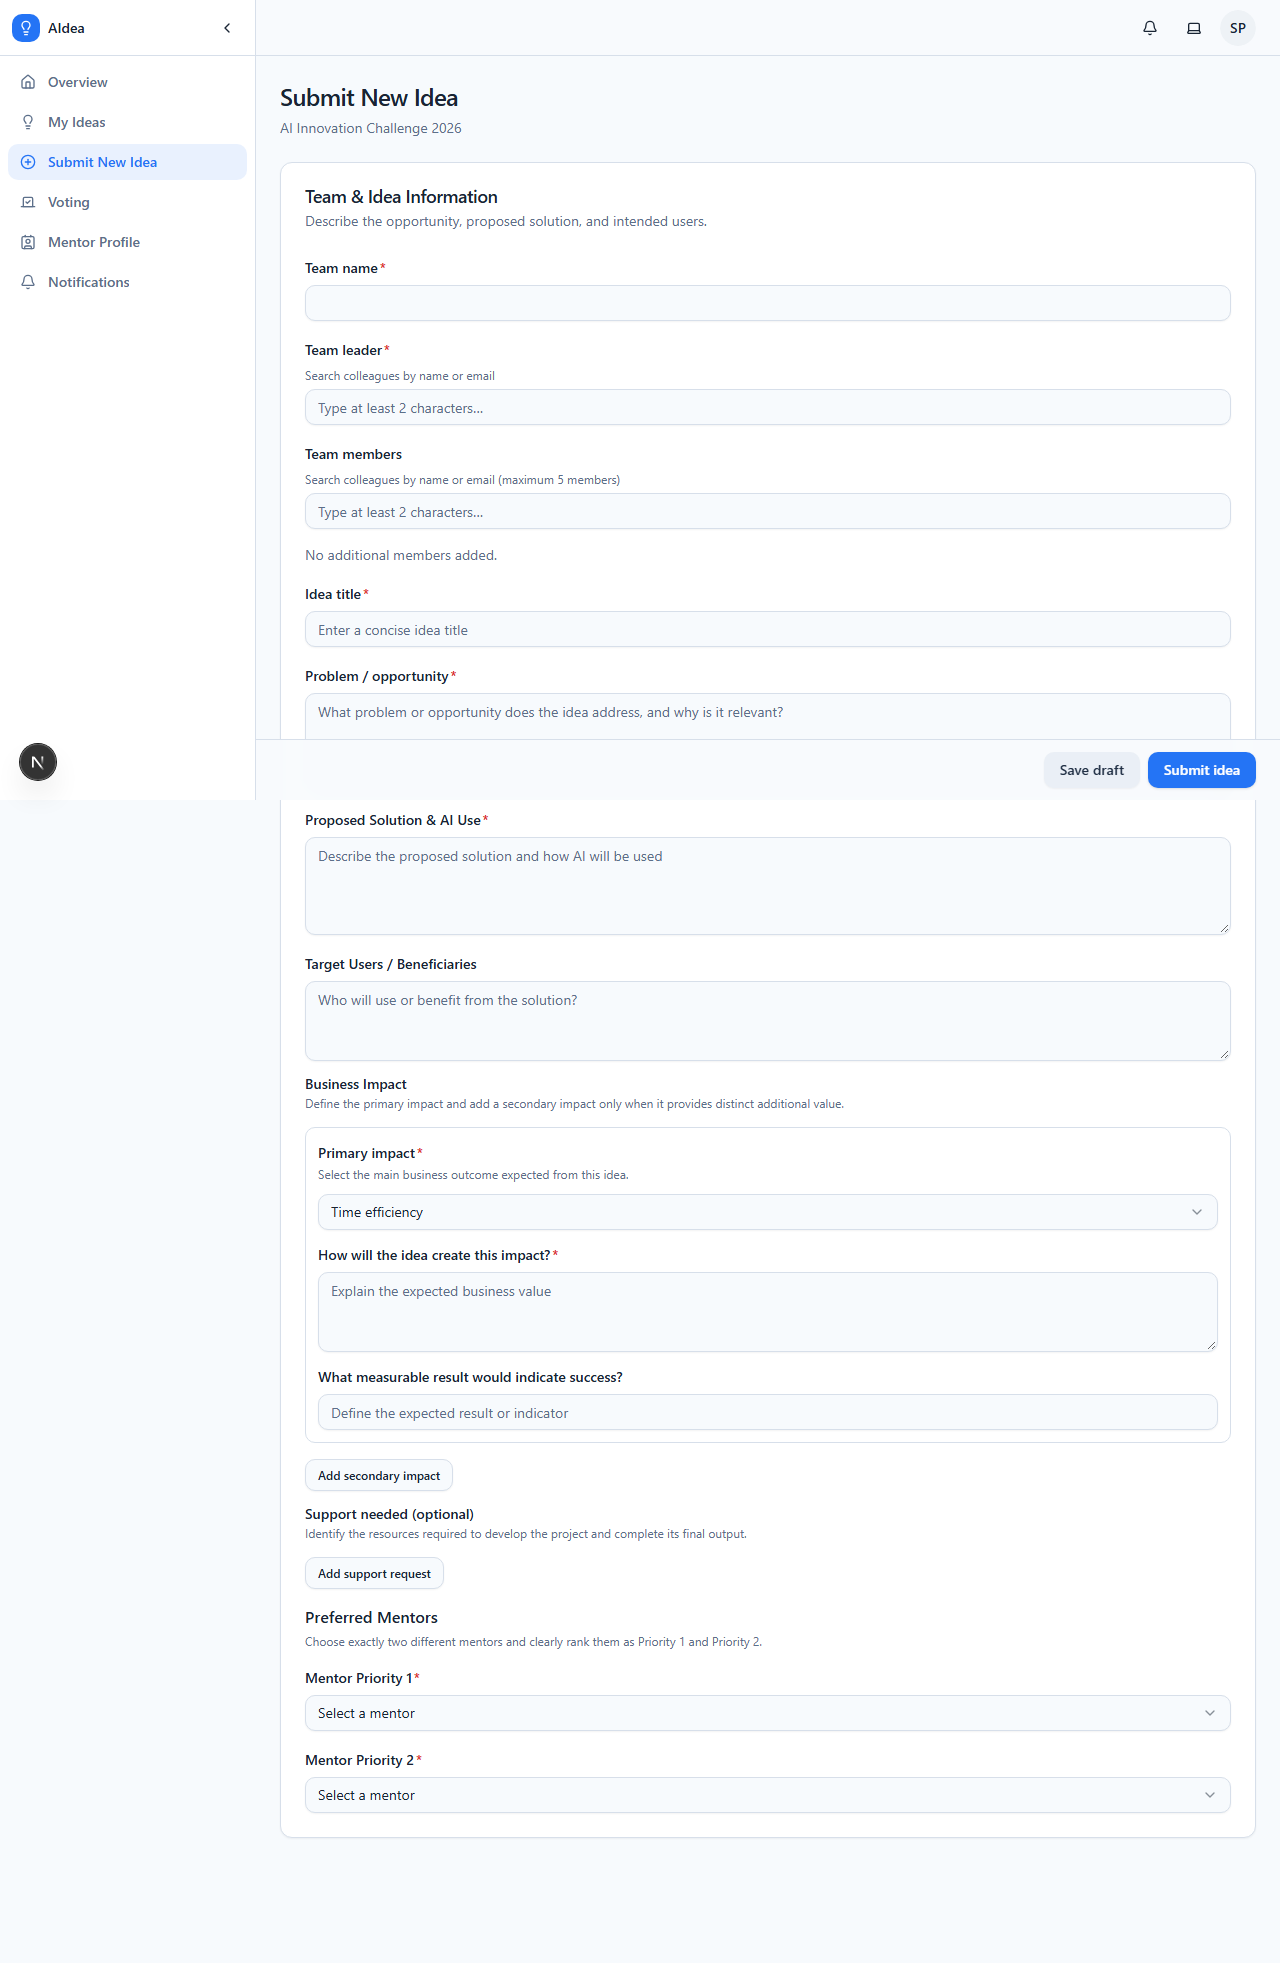 AIdea
SP
Overview
My Ideas
Submit New Idea
Voting
Mentor Profile
Notifications
N
Submit New Idea
AI Innovation Challenge 2026
Team & Idea Information
Describe the opportunity, proposed solution, and intended users.
Team name*
Team leader*
Search colleagues by name or email
Type at least 2 characters...
Team members
Search colleagues by name or email (maximum 5 members)
Type at least 2 characters...
No additional members added.
Idea title*
Enter a concise idea title
Problem / opportunity*
What problem or opportunity does the idea address, and why is it relevant?
Save draft
Submit idea
Proposed Solution & AI Use*
Describe the proposed solution and how AI will be used
Target Users / Beneficiaries
Who will use or benefit from the solution?
Business Impact
Define the primary impact and add a secondary impact only when it provides distinct additional value.
Primary impact*
Select the main business outcome expected from this idea.
Time efficiency
How will the idea create this impact?*
Explain the expected business value
What measurable result would indicate success?
Define the expected result or indicator
Add secondary impact
Support needed (optional)
Identify the resources required to develop the project and complete its final output.
Add support request
Preferred Mentors
Choose exactly two different mentors and clearly rank them as Priority 1 and Priority 2.
Mentor Priority 1*
Select a mentor
Mentor Priority 2*
Select a mentor